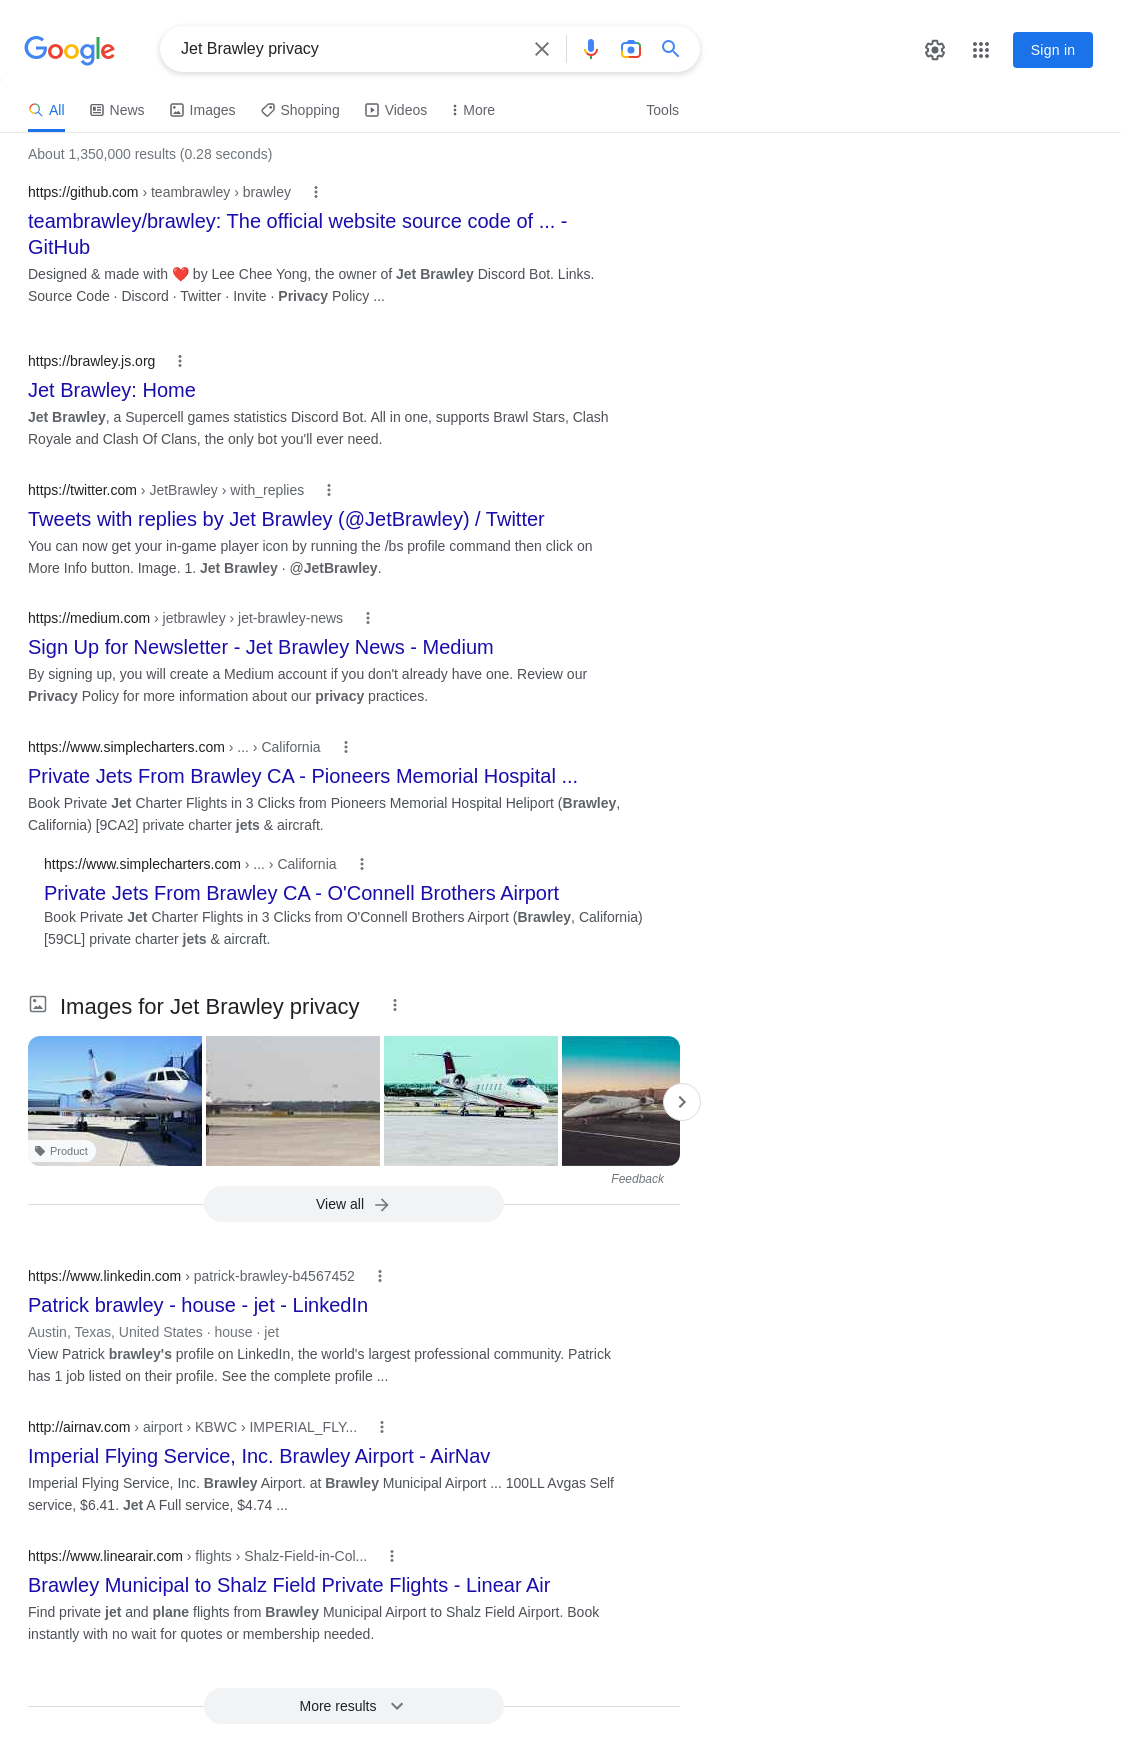 Google
Jet Brawley privacy
Sign in
All
News
Images
Shopping
Videos
More
Tools
About 1,350,000 results (0.28 seconds)
https://github.com › teambrawley › brawley
teambrawley/brawley: The official website source code of ... -
GitHub
Designed & made with ❤️ by Lee Chee Yong, the owner of Jet Brawley Discord Bot. Links.
Source Code · Discord · Twitter · Invite · Privacy Policy ...
https://brawley.js.org
Jet Brawley: Home
Jet Brawley, a Supercell games statistics Discord Bot. All in one, supports Brawl Stars, Clash
Royale and Clash Of Clans, the only bot you'll ever need.
https://twitter.com › JetBrawley › with_replies
Tweets with replies by Jet Brawley (@JetBrawley) / Twitter
You can now get your in-game player icon by running the /bs profile command then click on
More Info button. Image. 1. Jet Brawley · @JetBrawley.
https://medium.com › jetbrawley › jet-brawley-news
Sign Up for Newsletter - Jet Brawley News - Medium
By signing up, you will create a Medium account if you don't already have one. Review our
Privacy Policy for more information about our privacy practices.
https://www.simplecharters.com › ... › California
Private Jets From Brawley CA - Pioneers Memorial Hospital ...
Book Private Jet Charter Flights in 3 Clicks from Pioneers Memorial Hospital Heliport (Brawley,
California) [9CA2] private charter jets & aircraft.
https://www.simplecharters.com › ... › California
Private Jets From Brawley CA - O'Connell Brothers Airport
Book Private Jet Charter Flights in 3 Clicks from O'Connell Brothers Airport (Brawley, California)
[59CL] private charter jets & aircraft.
Images for Jet Brawley privacy
Product
Feedback
View all
https://www.linkedin.com › patrick-brawley-b4567452
Patrick brawley - house - jet - LinkedIn
Austin, Texas, United States · house · jet
View Patrick brawley's profile on LinkedIn, the world's largest professional community. Patrick
has 1 job listed on their profile. See the complete profile ...
http://airnav.com › airport › KBWC › IMPERIAL_FLY...
Imperial Flying Service, Inc. Brawley Airport - AirNav
Imperial Flying Service, Inc. Brawley Airport. at Brawley Municipal Airport ... 100LL Avgas Self
service, $6.41. Jet A Full service, $4.74 ...
https://www.linearair.com › flights › Shalz-Field-in-Col...
Brawley Municipal to Shalz Field Private Flights - Linear Air
Find private jet and plane flights from Brawley Municipal Airport to Shalz Field Airport. Book
instantly with no wait for quotes or membership needed.
More results